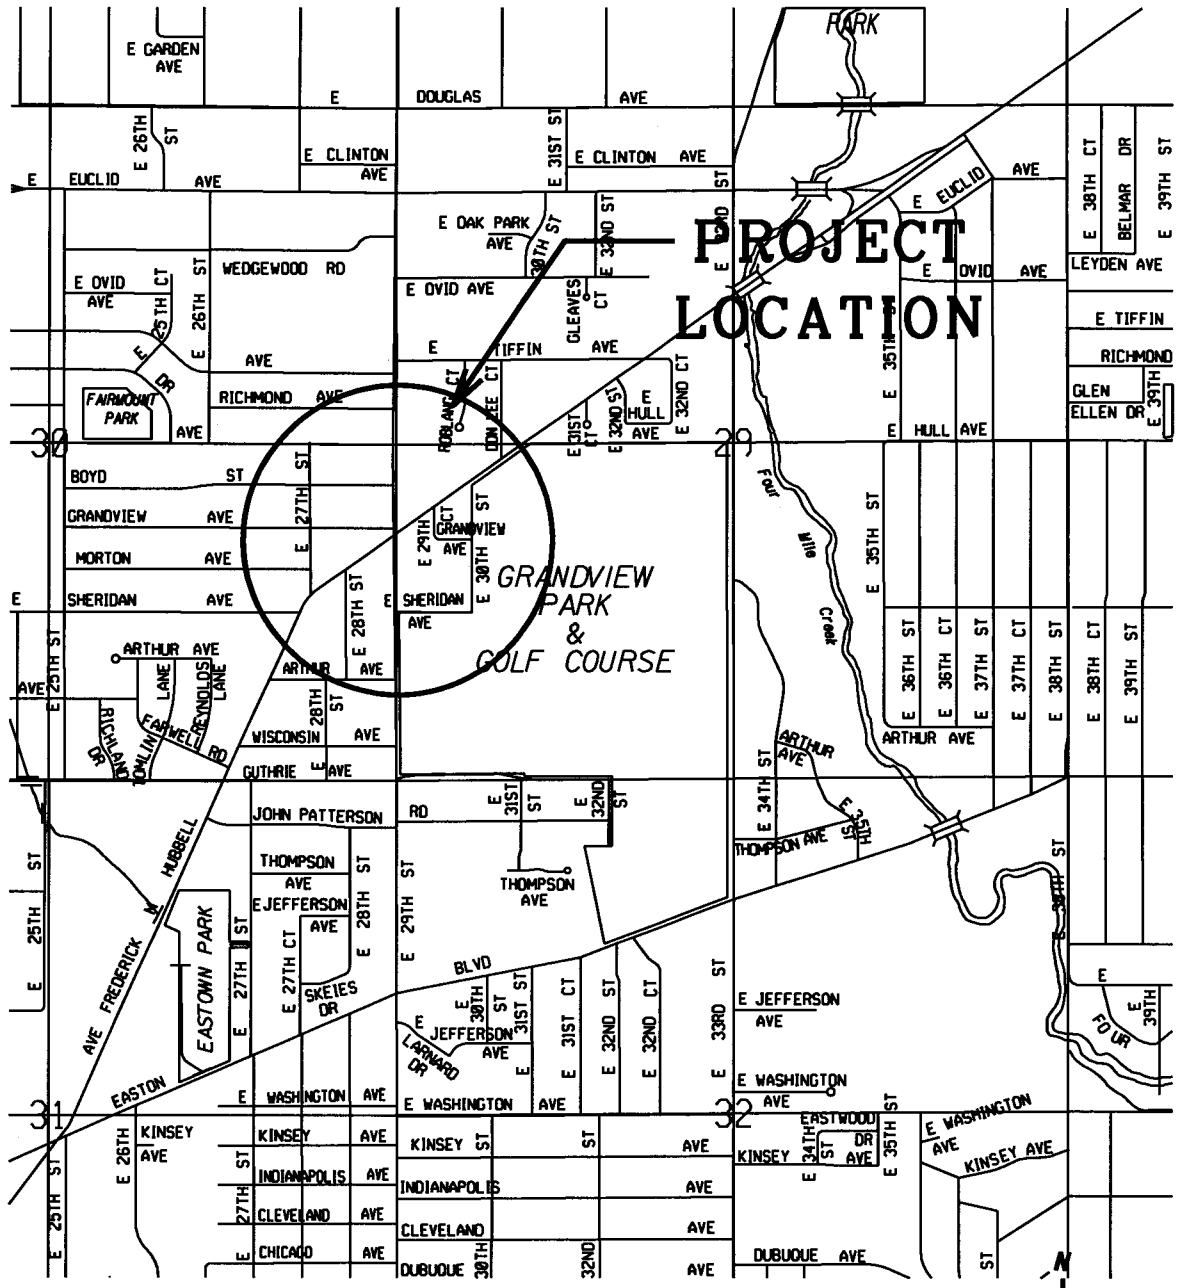 PARK
E GARDEN
AVE
E DOUGLAS AVE
E 26TH
ST
E CLINTON
AVE
E 31ST ST
E CLINTON AVE
E EUCLID AVE
E EUCLID
AVE
38TH CT
BELMAR DR
E 39TH ST
E OAK PARK
AVE
30TH ST
E 32ND ST
PROJECT
LOCATION
WEDGEWOOD RD
E OVID
AVE
E 25TH CT
E 26TH ST
E OVID AVE
GLEAVES
CT
E OVID AVE
LEYDEN AVE
E TIFFIN
RICHMOND
E TIFFIN AVE
AVE
DR
RICHMOND AVE
FAIRMOUNT
PARK
AVE
ROBLANC CT
DON LEE CT
E 31ST
CT
E 32ND ST
E
HULL
AVE
E 32ND CT
E 35TH ST
E HULL AVE
GLEN
ELLEN DR
E 39TH
30
29
BOYD ST
GRANDVIEW AVE
MORTON AVE
E SHERIDAN AVE
E 27TH ST
E 29TH CT
GRANDVIEW
AVE
E 30TH ST
E SHERIDAN
AVE
E 28TH ST
GRANDVIEW
PARK
&
GOLF COURSE
Four
Mile
Creek
E 35TH ST
E 36TH ST
E 36TH CT
E 37TH ST
E 37TH CT
E 38TH ST
E 38TH CT
E 39TH ST
ARTHUR AVE
E 25TH ST
ARTHUR AVE
AVE
RICHLAND
DR
TOMLIN LANE
REYNOLDS
LANE
FARWELL RD
ARTHUR AVE
E 28TH
ST
WISCONSIN AVE
GUTHRIE AVE
ARTHUR
AVE
E 34TH ST
E 35TH
ST
THOMPSON AVE
JOHN PATTERSON RD
E 31ST
ST
E 32ND
ST
THOMPSON
AVE
E JEFFERSON
AVE
THOMPSON
AVE
E 25TH ST
AVE FREDERICK HUBBELL
EASTOWN PARK
E 27TH ST
E 27TH CT
SKEIES
DR
E 28TH ST
E 29TH ST
EASTON BLVD
E 30TH
ST
E 31ST ST
E 31ST CT
E 32ND ST
E 32ND CT
E 33RD ST
E JEFFERSON
AVE
LARNARD
DR
E JEFFERSON
AVE
E
FOUR
E 39TH
E WASHINGTON
AVE
31
32
E WASHINGTON AVE
E WASHINGTON AVE
EASTWOOD
DR
E 34TH
ST
E 35TH ST
E WASHINGTON
AVE
KINSEY AVE
E 25TH ST
E 26TH
KINSEY
AVE
E 27TH ST
KINSEY AVE
KINSEY AVE
KINSEY AVE
INDIANAPOLIS AVE
INDIANAPOLIS AVE
CLEVELAND AVE
CLEVELAND AVE
CHICAGO AVE
DUBUQUE AVE
30TH ST
32ND ST
DUBUQUE AVE
ST
N